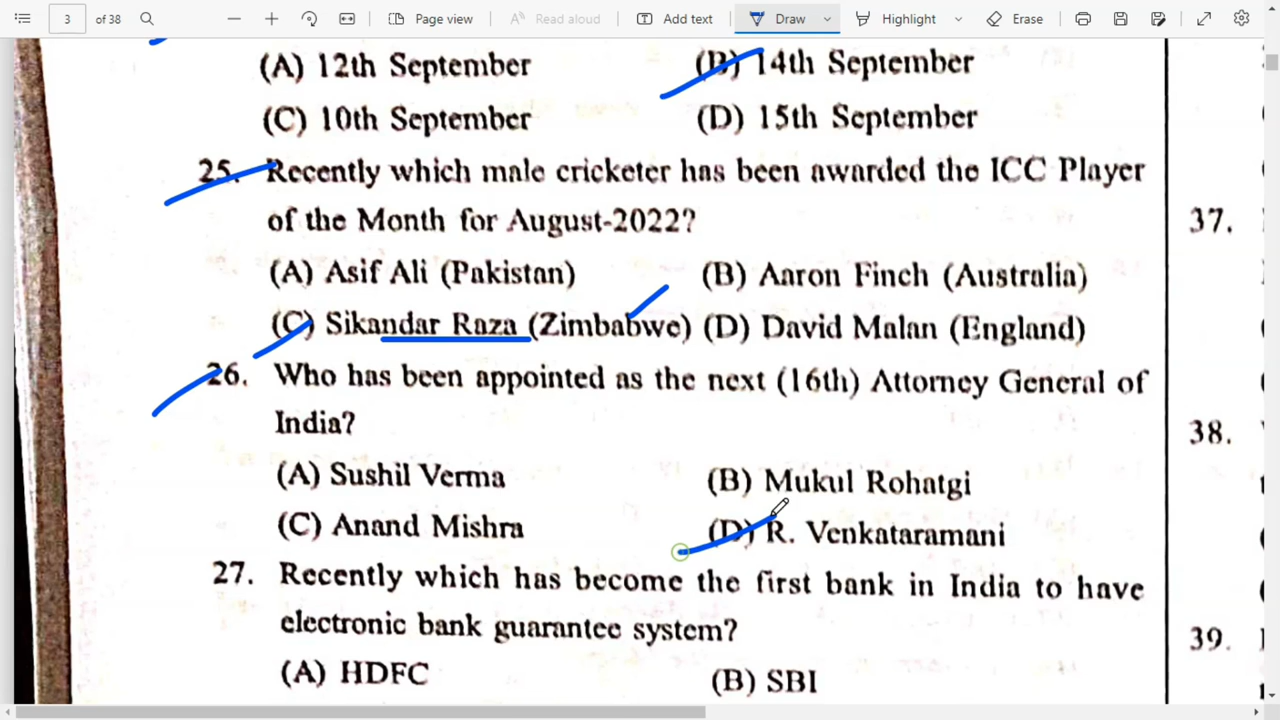 3 of 38 Page view Read aloud Add text Draw Highlight Erase
(A) 12th September (B) 14th September
(C) 10th September (D) 15th September
25. Recently which male cricketer has been awarded the ICC Player
of the Month for August-2022?
(A) Asif Ali (Pakistan) (B) Aaron Finch (Australia)
(C) Sikandar Raza (Zimbabwe) (D) David Malan (England)
26. Who has been appointed as the next (16th) Attorney General of
India?
(A) Sushil Verma (B) Mukul Rohatgi
(C) Anand Mishra (D) R. Venkataramani
27. Recently which has become the first bank in India to have
electronic bank guarantee system?
(A) HDFC (B) SBI
37.
38.
39.